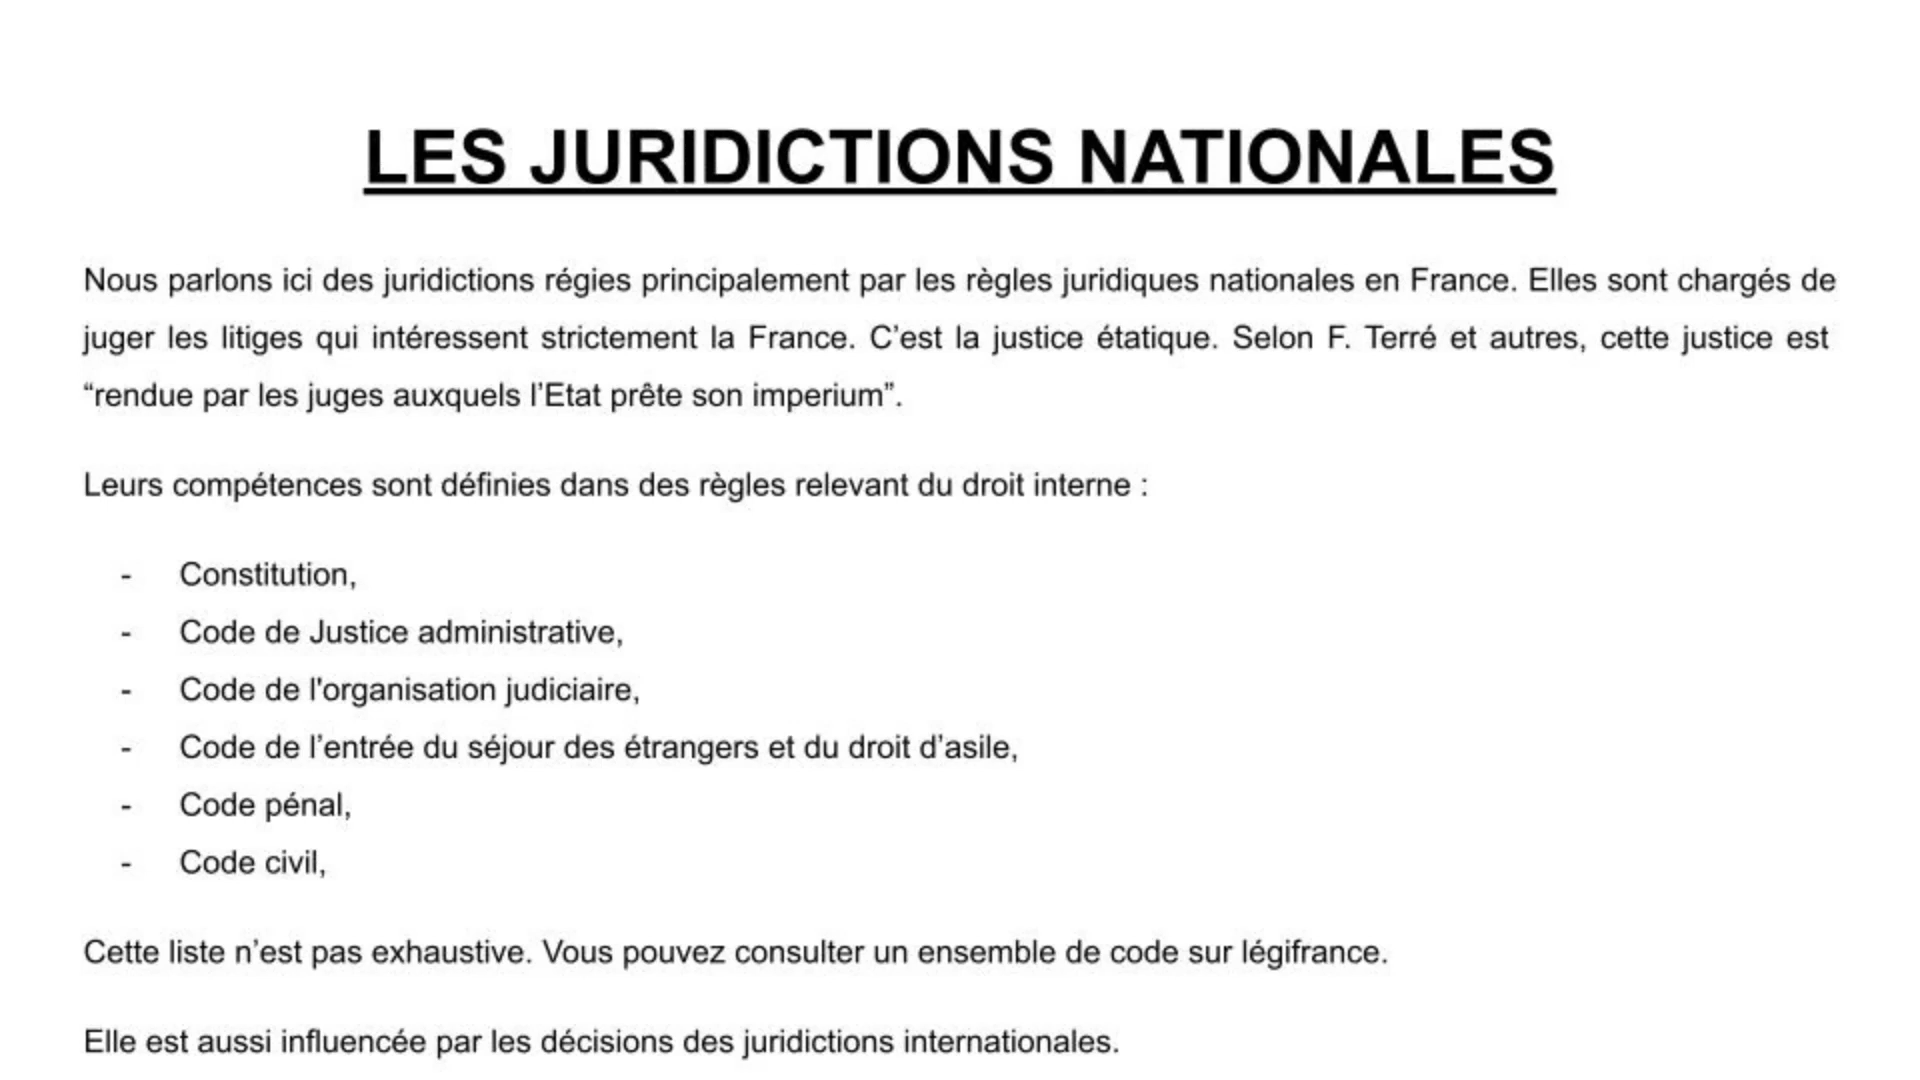 LES JURIDICTIONS NATIONALES
Nous parlons ici des juridictions régies principalement par les règles juridiques nationales en France. Elles sont chargés de
juger les litiges qui intéressent strictement la France. C’est la justice étatique. Selon F. Terré et autres, cette justice est
“rendue par les juges auxquels l’Etat prête son imperium”.
Leurs compétences sont définies dans des règles relevant du droit interne :
- Constitution,
- Code de Justice administrative,
- Code de l'organisation judiciaire,
- Code de l’entrée du séjour des étrangers et du droit d’asile,
- Code pénal,
- Code civil,
Cette liste n’est pas exhaustive. Vous pouvez consulter un ensemble de code sur légifrance.
Elle est aussi influencée par les décisions des juridictions internationales.